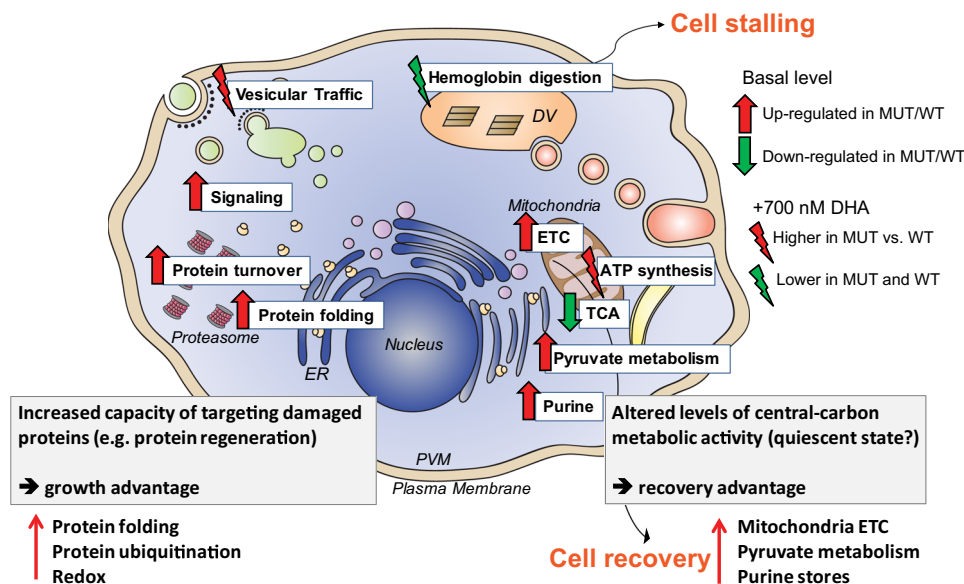 Cell stalling
Vesicular Traffic
Hemoglobin digestion
DV
Basal level
Up-regulated in MUT/WT
Down-regulated in MUT/WT
+700 nM DHA
Higher in MUT vs. WT
Lower in MUT and WT
Signaling
Mitochondria
ETC
ATP synthesis
TCA
Protein turnover
Protein folding
Proteasome
Nucleus
ER
Pyruvate metabolism
Purine
PVM
Plasma Membrane
Increased capacity of targeting damaged
proteins (e.g. protein regeneration)
➔ growth advantage
Protein folding
Protein ubiquitination
Redox
Altered levels of central-carbon
metabolic activity (quiescent state?)
➔ recovery advantage
Cell recovery
Mitochondria ETC
Pyruvate metabolism
Purine stores